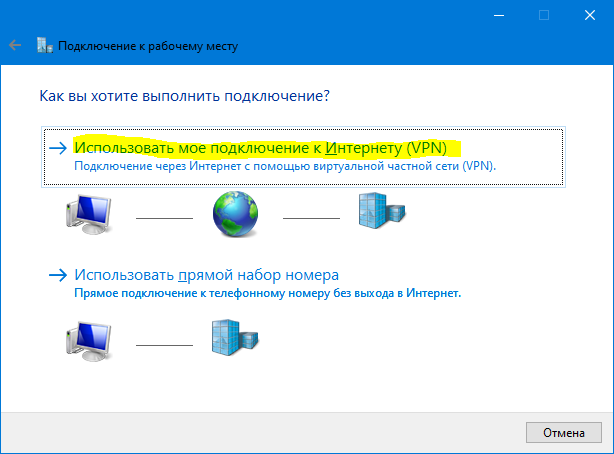 Подключение к рабочему месту
Как вы хотите выполнить подключение?
Использовать мое подключение к Интернету (VPN)
Подключение через Интернет с помощью виртуальной частной сети (VPN).
Использовать прямой набор номера
Прямое подключение к телефонному номеру без выхода в Интернет.
Отмена